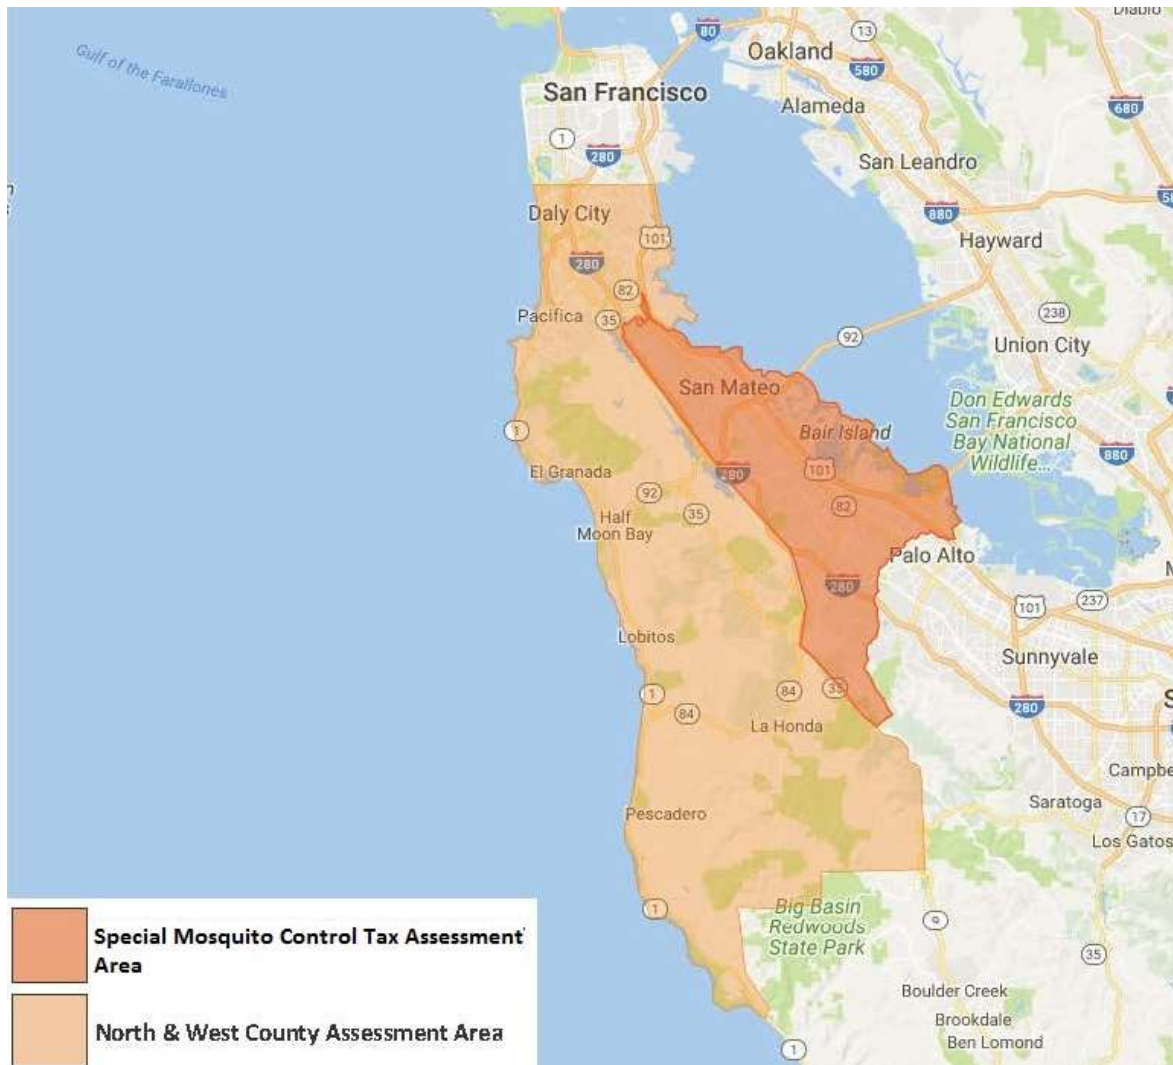 Diablo
80
13
Oakland
580
Gulf of the Farallones
San Francisco
Alameda
680
1
280
San Leandro
880
Daly City
101
Hayward
280
82
238
Pacifica
35
92
Union City
San Mateo
Don Edwards
San Francisco
Bay National
Wildlife...
1
Bair Island
880
El Granada
280
101
92
82
35
Half
Moon Bay
Palo Alto
280
101
237
Lobitos
Sunnyvale
1
84
35
280
84
La Honda
Campbe
Saratoga
Pescadero
17
Los Gatos
1
Big Basin
Redwoods
State Park
9
35
Special Mosquito Control Tax Assessment
Area
Boulder Creek
Brookdale
North & West County Assessment Area
Ben Lomond
1